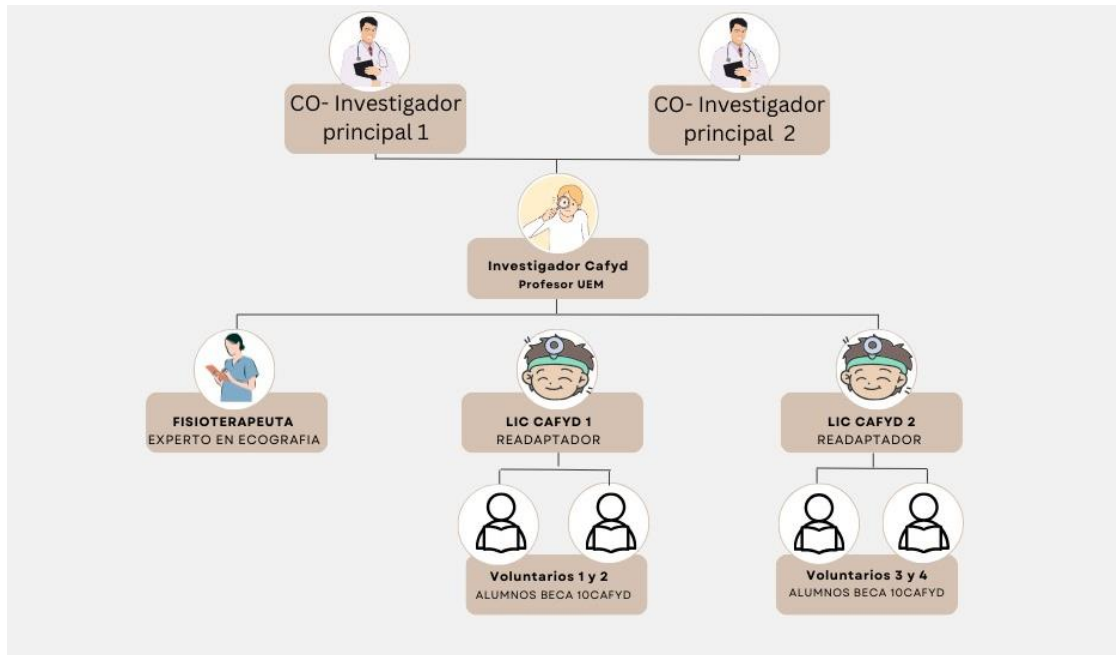 CO- Investigador
principal 1
CO- Investigador
principal 2
Investigador Cafyd
Profesor UEM
FISIOTERAPEUTA
EXPERTO EN ECOGRAFIA
LIC CAFYD 1
READAPTADOR
LIC CAFYD 2
READAPTADOR
Voluntarios 1 y 2
ALUMNOS BECA 10CAFYD
Voluntarios 3 y 4
ALUMNOS BECA 10CAFYD